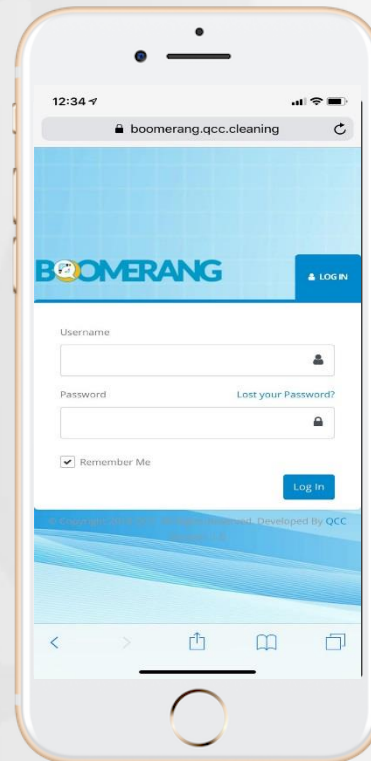 12:34
boomerang.qcc.cleaning
BOOMERANG
LOG IN
Username
Password
Lost your Password?
Remember Me
Log In
Developed By QCC